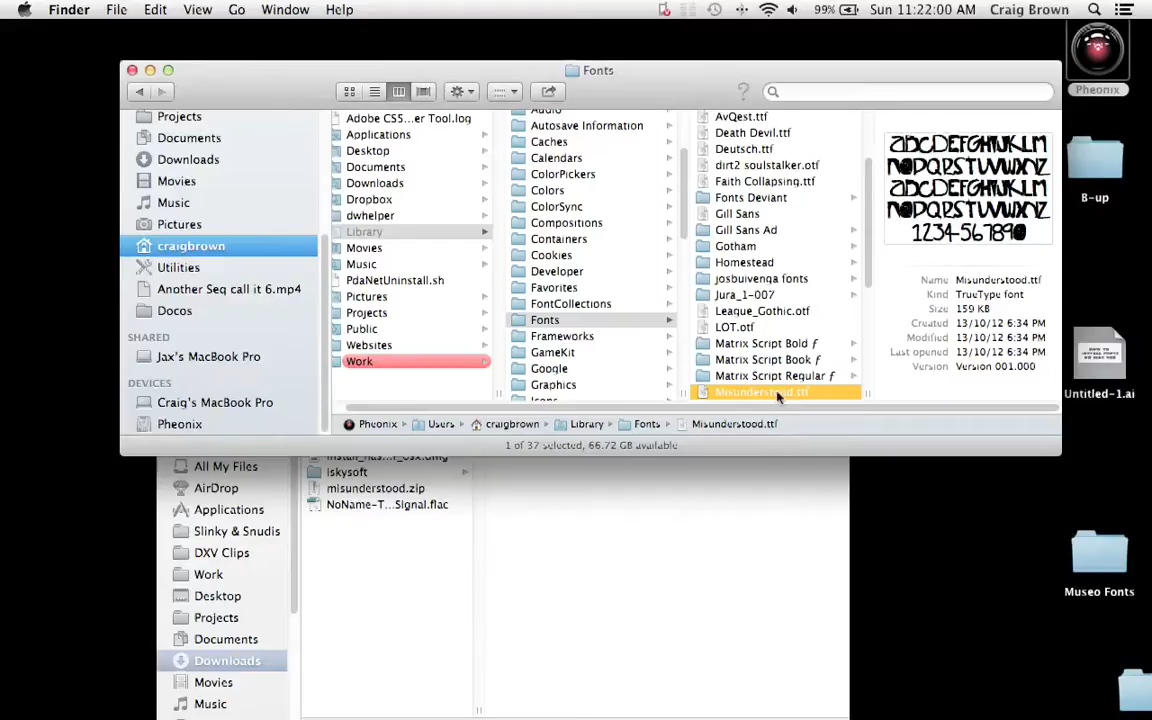 Finder File Edit View Go Window Help 99% Sun 11:22:00 AM Craig Brown
Fonts
Projects
Documents
Downloads
Movies
Music
Pictures
craigbrown
Utilities
Another Seq call it 6.mp4
Docos
SHARED
Jax's MacBook Pro
DEVICES
Craig's MacBook Pro
Pheonix
Adobe CS5...er Tool.log
Applications
Desktop
Documents
Downloads
Dropbox
dwhelper
Library
Movies
Music
PdaNetUninstall.sh
Pictures
Projects
Public
Websites
Work
Audio
Autosave Information
Caches
Calendars
ColorPickers
Colors
ColorSync
Compositions
Containers
Cookies
Developer
Favorites
FontCollections
Fonts
Frameworks
GameKit
Google
Graphics
Icons
AvQest.ttf
Death Devil.ttf
Deutsch.ttf
dirt2 soulstalker.otf
Faith Collapsing.ttf
Fonts Deviant
Gill Sans
Gill Sans Ad
Gotham
Homestead
josbuivenga fonts
Jura_1-007
League_Gothic.otf
LOT.otf
Matrix Script Bold ƒ
Matrix Script Book ƒ
Matrix Script Regular ƒ
Misunderstood.ttf
ABCDEFGHIJKLM
NOPQRSTUVWXYZ
ABCDEFGHIJKLM
NOPQRSTUVWXYZ
1234567890
Name Misunderstood.ttf
Kind TrueType font
Size 159 KB
Created 13/10/12 6:34 PM
Modified 13/10/12 6:34 PM
Last opened 13/10/12 6:34 PM
Version Version 001.000
Pheonix Users craigbrown Library Fonts Misunderstood.ttf
1 of 37 selected, 66.72 GB available
All My Files
AirDrop
Applications
Slinky & Snudis
DXV Clips
Work
Desktop
Projects
Documents
Downloads
Movies
Music
iskysoft
misunderstood.zip
NoName-T...Signal.flac
Pheonix
B-up
Untitled-1.ai
Museo Fonts